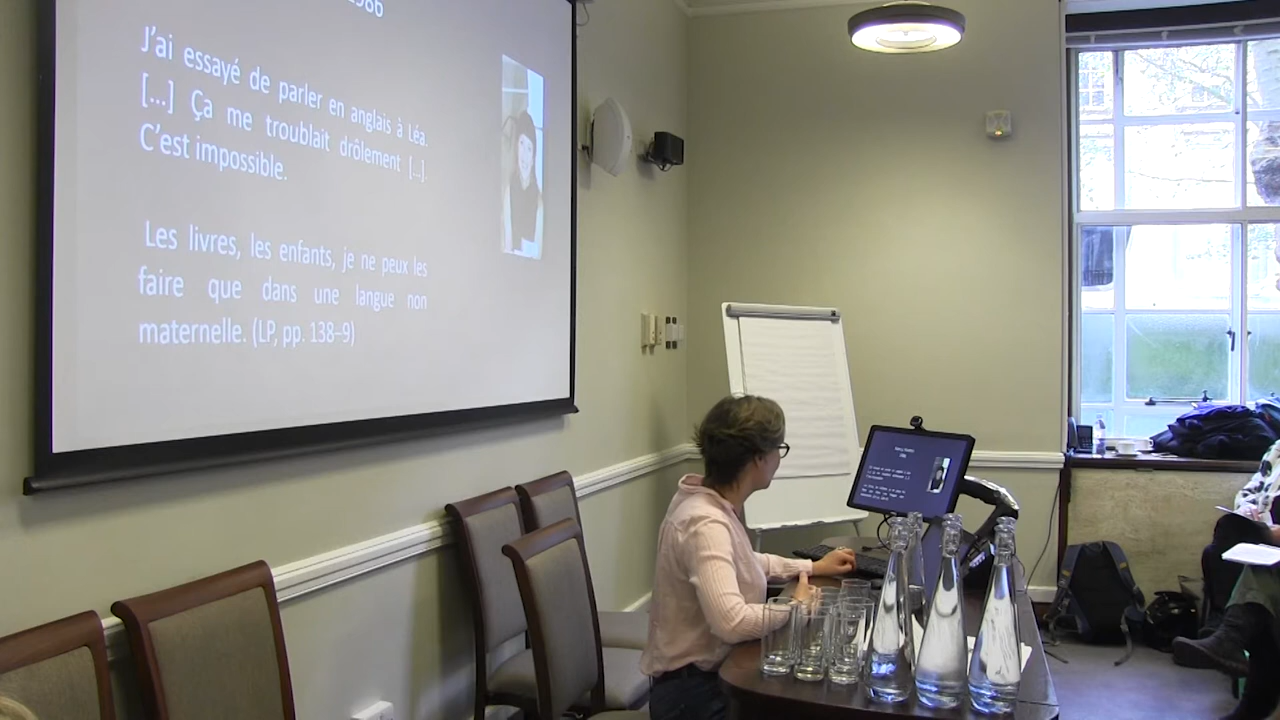 1986
J'ai essayé de parler en anglais à Léa.
[...] Ça me troublait drôlement [...].
C'est impossible.
Les livres, les enfants, je ne peux les
faire que dans une langue non
maternelle. (LP, pp. 138–9)